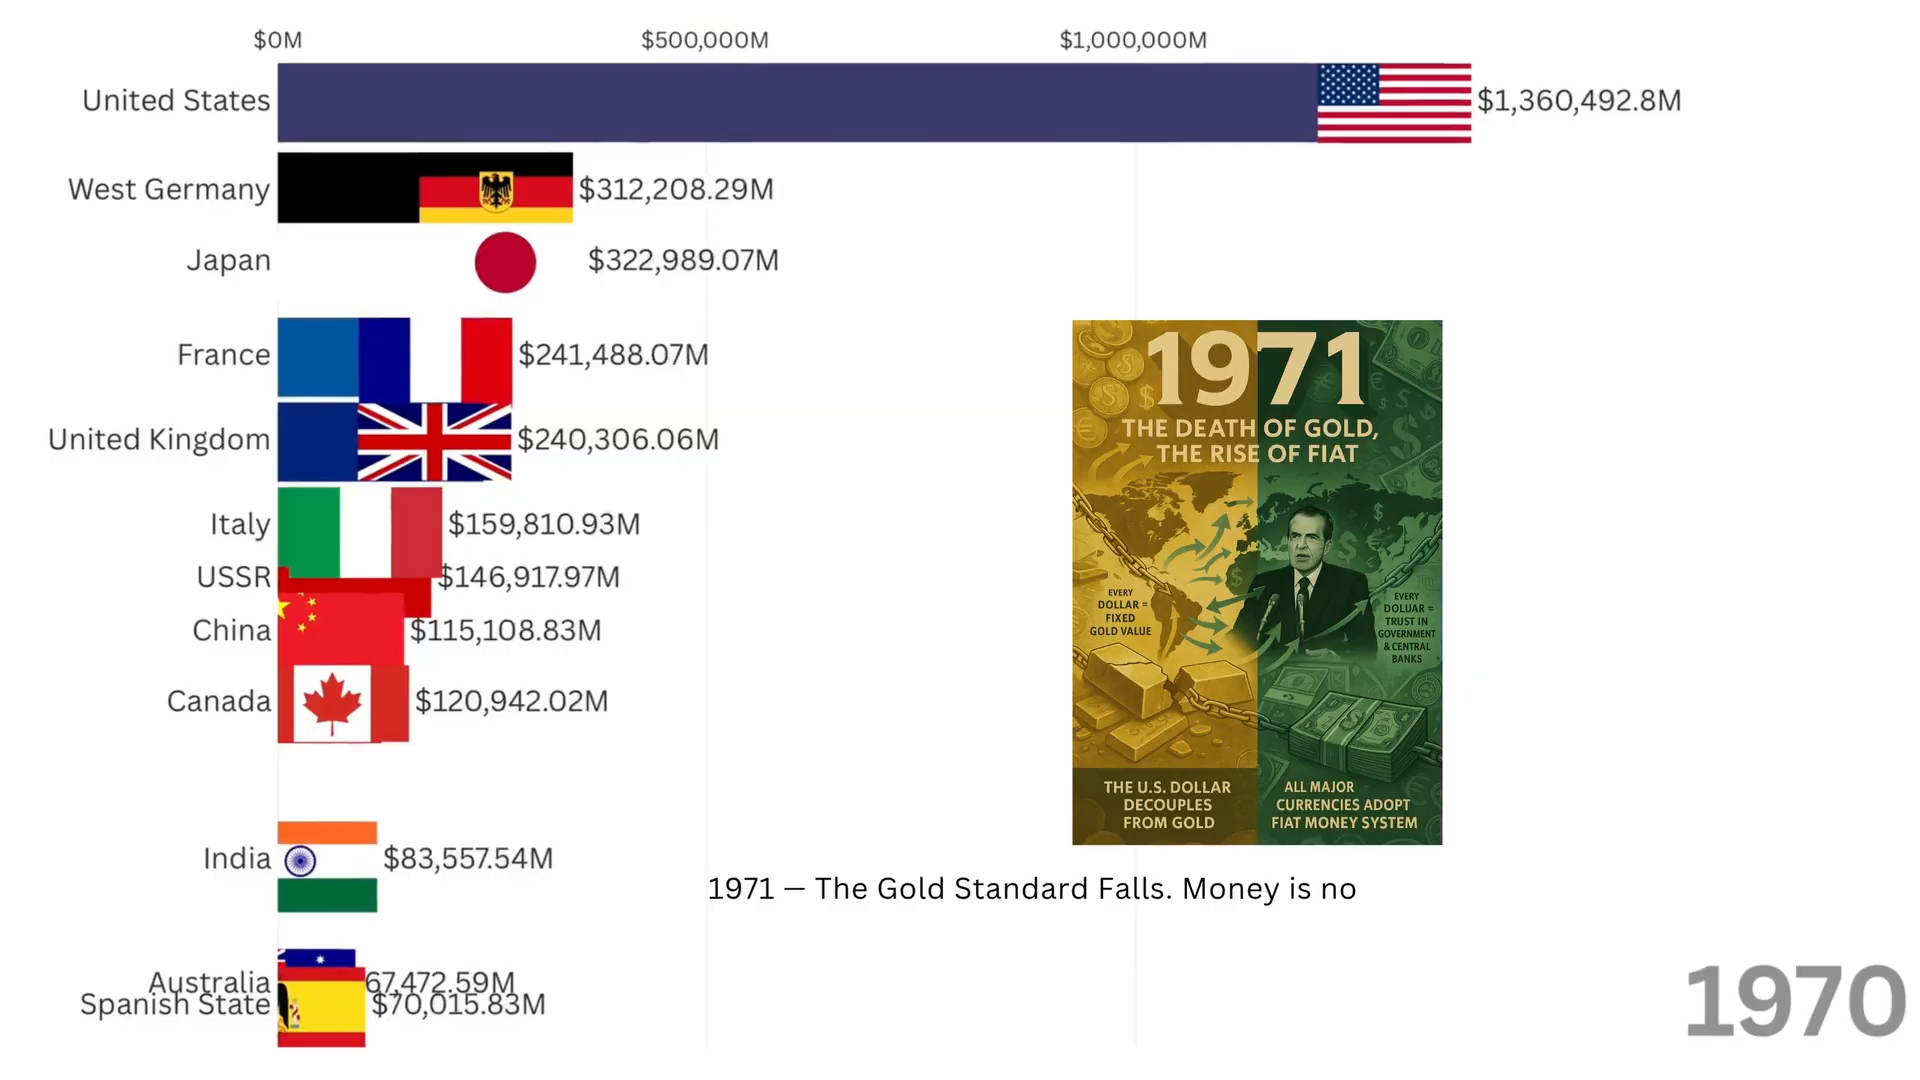 $0M $500,000M $1,000,000M
United States $1,360,492.8M
West Germany $312,208.29M
Japan $322,989.07M
France $241,488.07M
United Kingdom $240,306.06M
Italy $159,810.93M
USSR $146,917.97M
China $115,108.83M
Canada $120,942.02M
India $83,557.54M
Australia 67,472.59M
Spanish State $70,015.83M
1971
THE DEATH OF GOLD,
THE RISE OF FIAT
EVERY
DOLLAR =
FIXED
GOLD VALUE
EVERY
DOLUAR =
TRUST IN
GOVERNMENT
& CENTRAL
BANKS
THE U.S. DOLLAR
DECOUPLES
FROM GOLD
ALL MAJOR
CURRENCIES ADOPT
FIAT MONEY SYSTEM
1971 — The Gold Standard Falls. Money is no
1970